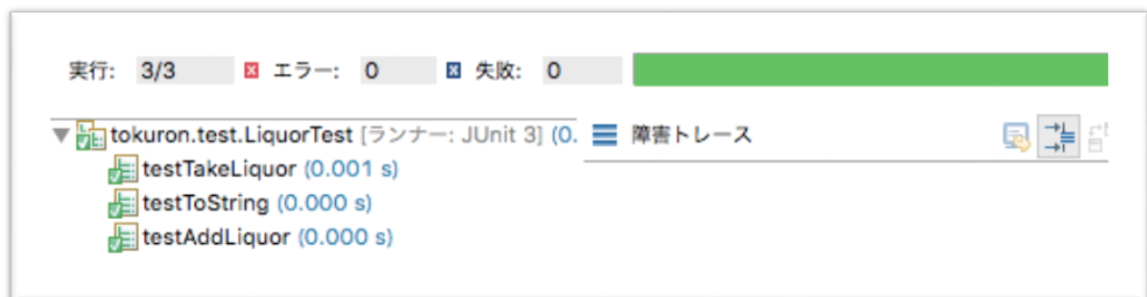 実行: 3/3 エラー: 0 失敗: 0
tokuron.test.LiquorTest [ランナー: JUnit 3] (0. 障害トレース
testTakeLiquor (0.001 s)
testToString (0.000 s)
testAddLiquor (0.000 s)